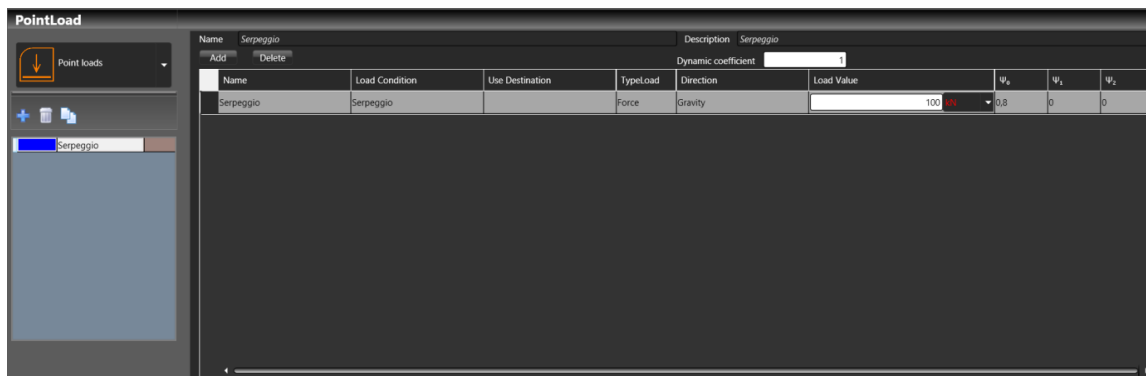 PointLoad
Name Serpeggio Description Serpeggio
Point loads
Add Delete Dynamic coefficient 1
Name Load Condition Use Destination TypeLoad Direction Load Value Ψ₀ Ψ₁ Ψ₂
Serpeggio Serpeggio Force Gravity 100 kN 0,8 0 0
Serpeggio